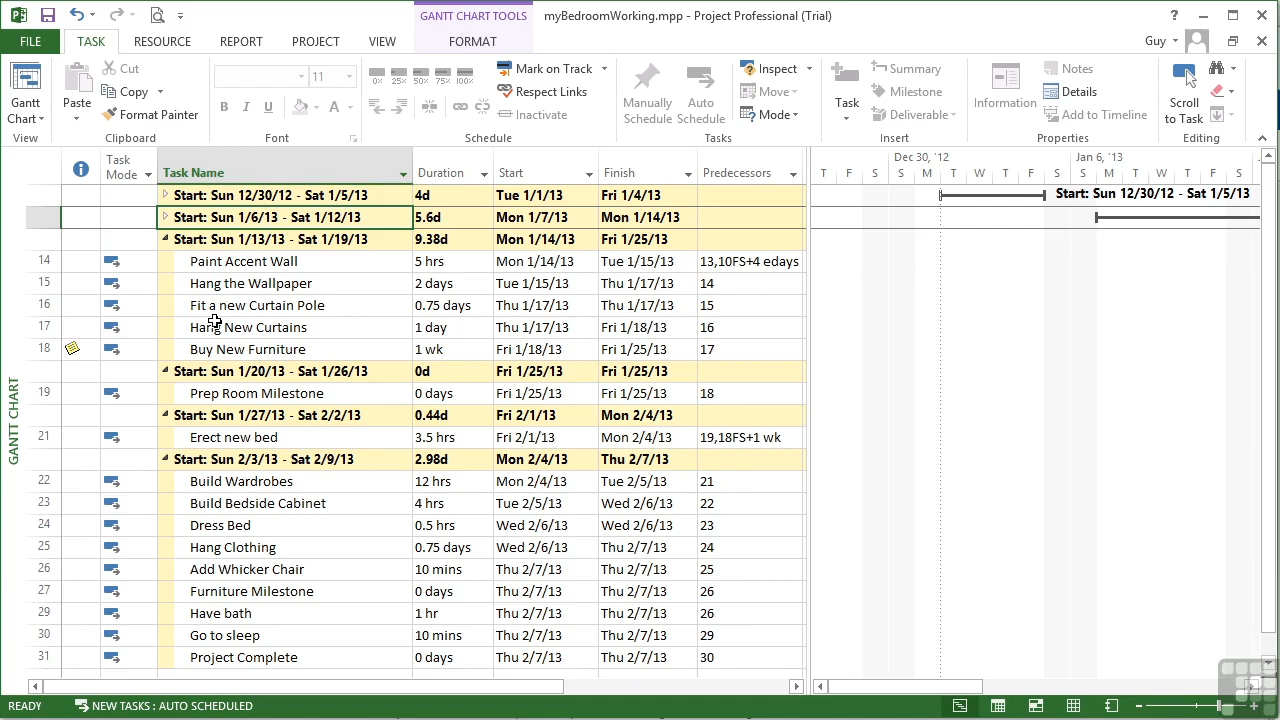 GANTT CHART TOOLS
myBedroomWorking.mpp - Project Professional (Trial)
FILE TASK RESOURCE REPORT PROJECT VIEW FORMAT Guy
Gantt Chart
View
Paste
Cut
Copy
Format Painter
Clipboard
11
B I U A
Font
0% 25% 50% 75% 100%
Mark on Track
Respect Links
Inactivate
Schedule
Manually Schedule
Auto Schedule
Inspect
Move
Mode
Tasks
Task
Summary
Milestone
Deliverable
Insert
Information
Notes
Details
Add to Timeline
Properties
Scroll to Task
Editing
Task Mode Task Name Duration Start Finish Predecessors
Dec 30, '12 Jan 6, '13
T F S S M T W T F S S M T W T F S
Start: Sun 12/30/12 - Sat 1/5/13 4d Tue 1/1/13 Fri 1/4/13 Start: Sun 12/30/12 - Sat 1/5/13
Start: Sun 1/6/13 - Sat 1/12/13 5.6d Mon 1/7/13 Mon 1/14/13
Start: Sun 1/13/13 - Sat 1/19/13 9.38d Mon 1/14/13 Fri 1/25/13
14 Paint Accent Wall 5 hrs Mon 1/14/13 Tue 1/15/13 13,10FS+4 edays
15 Hang the Wallpaper 2 days Tue 1/15/13 Thu 1/17/13 14
16 Fit a new Curtain Pole 0.75 days Thu 1/17/13 Thu 1/17/13 15
17 Hang New Curtains 1 day Thu 1/17/13 Fri 1/18/13 16
18 Buy New Furniture 1 wk Fri 1/18/13 Fri 1/25/13 17
Start: Sun 1/20/13 - Sat 1/26/13 0d Fri 1/25/13 Fri 1/25/13
19 Prep Room Milestone 0 days Fri 1/25/13 Fri 1/25/13 18
Start: Sun 1/27/13 - Sat 2/2/13 0.44d Fri 2/1/13 Mon 2/4/13
21 Erect new bed 3.5 hrs Fri 2/1/13 Mon 2/4/13 19,18FS+1 wk
Start: Sun 2/3/13 - Sat 2/9/13 2.98d Mon 2/4/13 Thu 2/7/13
22 Build Wardrobes 12 hrs Mon 2/4/13 Tue 2/5/13 21
23 Build Bedside Cabinet 4 hrs Tue 2/5/13 Wed 2/6/13 22
24 Dress Bed 0.5 hrs Wed 2/6/13 Wed 2/6/13 23
25 Hang Clothing 0.75 days Wed 2/6/13 Thu 2/7/13 24
26 Add Whicker Chair 10 mins Thu 2/7/13 Thu 2/7/13 25
27 Furniture Milestone 0 days Thu 2/7/13 Thu 2/7/13 26
29 Have bath 1 hr Thu 2/7/13 Thu 2/7/13 26
30 Go to sleep 10 mins Thu 2/7/13 Thu 2/7/13 29
31 Project Complete 0 days Thu 2/7/13 Thu 2/7/13 30
GANTT CHART
READY NEW TASKS : AUTO SCHEDULED